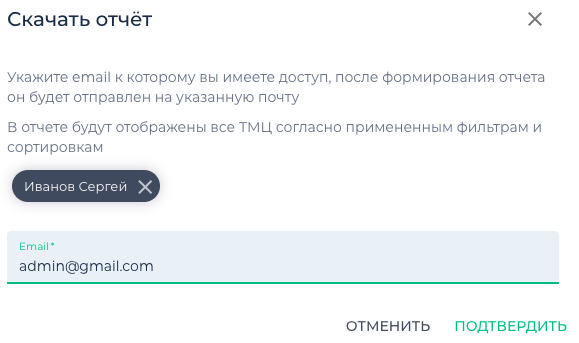 Скачать отчёт
Укажите email к которому вы имеете доступ, после формирования отчета
он будет отправлен на указанную почту
В отчете будут отображены все ТМЦ согласно примененным фильтрам и
сортировкам
Иванов Сергей
Email*
admin@gmail.com
ОТМЕНИТЬ ПОДТВЕРДИТЬ